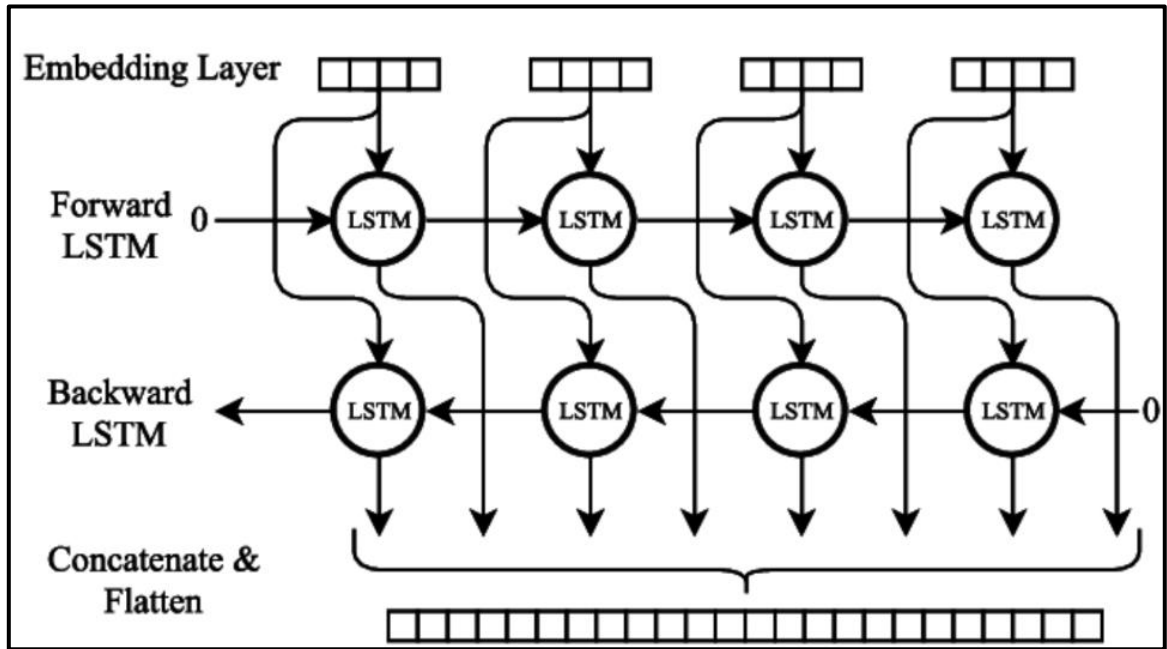 Embedding Layer
Forward
LSTM
0
LSTM
LSTM
LSTM
LSTM
Backward
LSTM
LSTM
LSTM
LSTM
LSTM
0
Concatenate &
Flatten